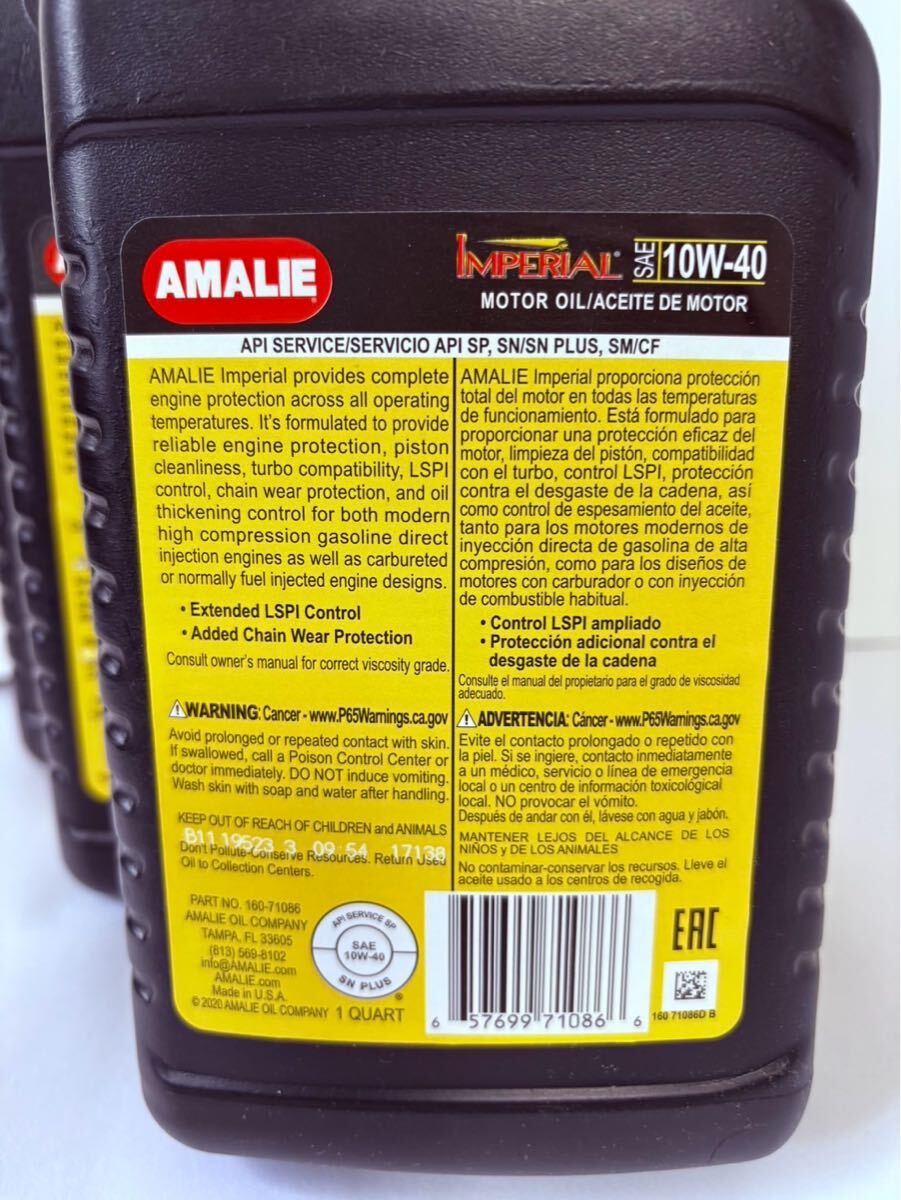 AMALIE
IMPERIAL® SAE 10W-40
MOTOR OIL/ACEITE DE MOTOR
API SERVICE/SERVICIO API SP, SN/SN PLUS, SM/CF
AMALIE Imperial provides complete
engine protection across all operating
temperatures. It's formulated to provide
reliable engine protection, piston
cleanliness, turbo compatibility, LSPI
control, chain wear protection, and oil
thickening control for both modern
high compression gasoline direct
injection engines as well as carbureted
or normally fuel injected engine designs.
• Extended LSPI Control
• Added Chain Wear Protection
Consult owner's manual for correct viscosity grade.
⚠WARNING: Cancer - www.P65Warnings.ca.gov
Avoid prolonged or repeated contact with skin.
If swallowed, call a Poison Control Center or
doctor immediately. DO NOT induce vomiting.
Wash skin with soap and water after handling.
KEEP OUT OF REACH OF CHILDREN and ANIMALS
B11 19523 3 09:54 17138
Don't Pollute-Conserve Resources. Return Used
Oil to Collection Centers.
AMALIE Imperial proporciona protección
total del motor en todas las temperaturas
de funcionamiento. Está formulado para
proporcionar una protección eficaz del
motor, limpieza del pistón, compatibilidad
con el turbo, control LSPI, protección
contra el desgaste de la cadena, así
como control de espesamiento del aceite,
tanto para los motores modernos de
inyección directa de gasolina de alta
compresión, como para los diseños de
motores con carburador o con inyección
de combustible habitual.
• Control LSPI ampliado
• Protección adicional contra el
desgaste de la cadena
Consulte el manual del propietario para el grado de viscosidad
adecuado.
⚠ADVERTENCIA: Cáncer - www.P65Warnings.ca.gov
Evite el contacto prolongado o repetido con
la piel. Si se ingiere, contacto inmediatamente
a un médico, servicio o línea de emergencia
local o un centro de información toxicológical
local. NO provocar el vómito.
Después de andar con él, lávese con agua y jabón.
MANTENER LEJOS DEL ALCANCE DE LOS
NIÑOS y DE LOS ANIMALES
No contaminar-conservar los recursos. Lleve el
aceite usado a los centros de recogida.
PART NO. 160-71086
AMALIE OIL COMPANY
TAMPA, FL 33605
(813) 569-8102
info@AMALIE.com
AMALIE.com
Made in U.S.A.
© 2020 AMALIE OIL COMPANY 1 QUART
API SERVICE SP
SAE
10W-40
SN PLUS
®
6 57699 71086 6
EAC
160 71086D B